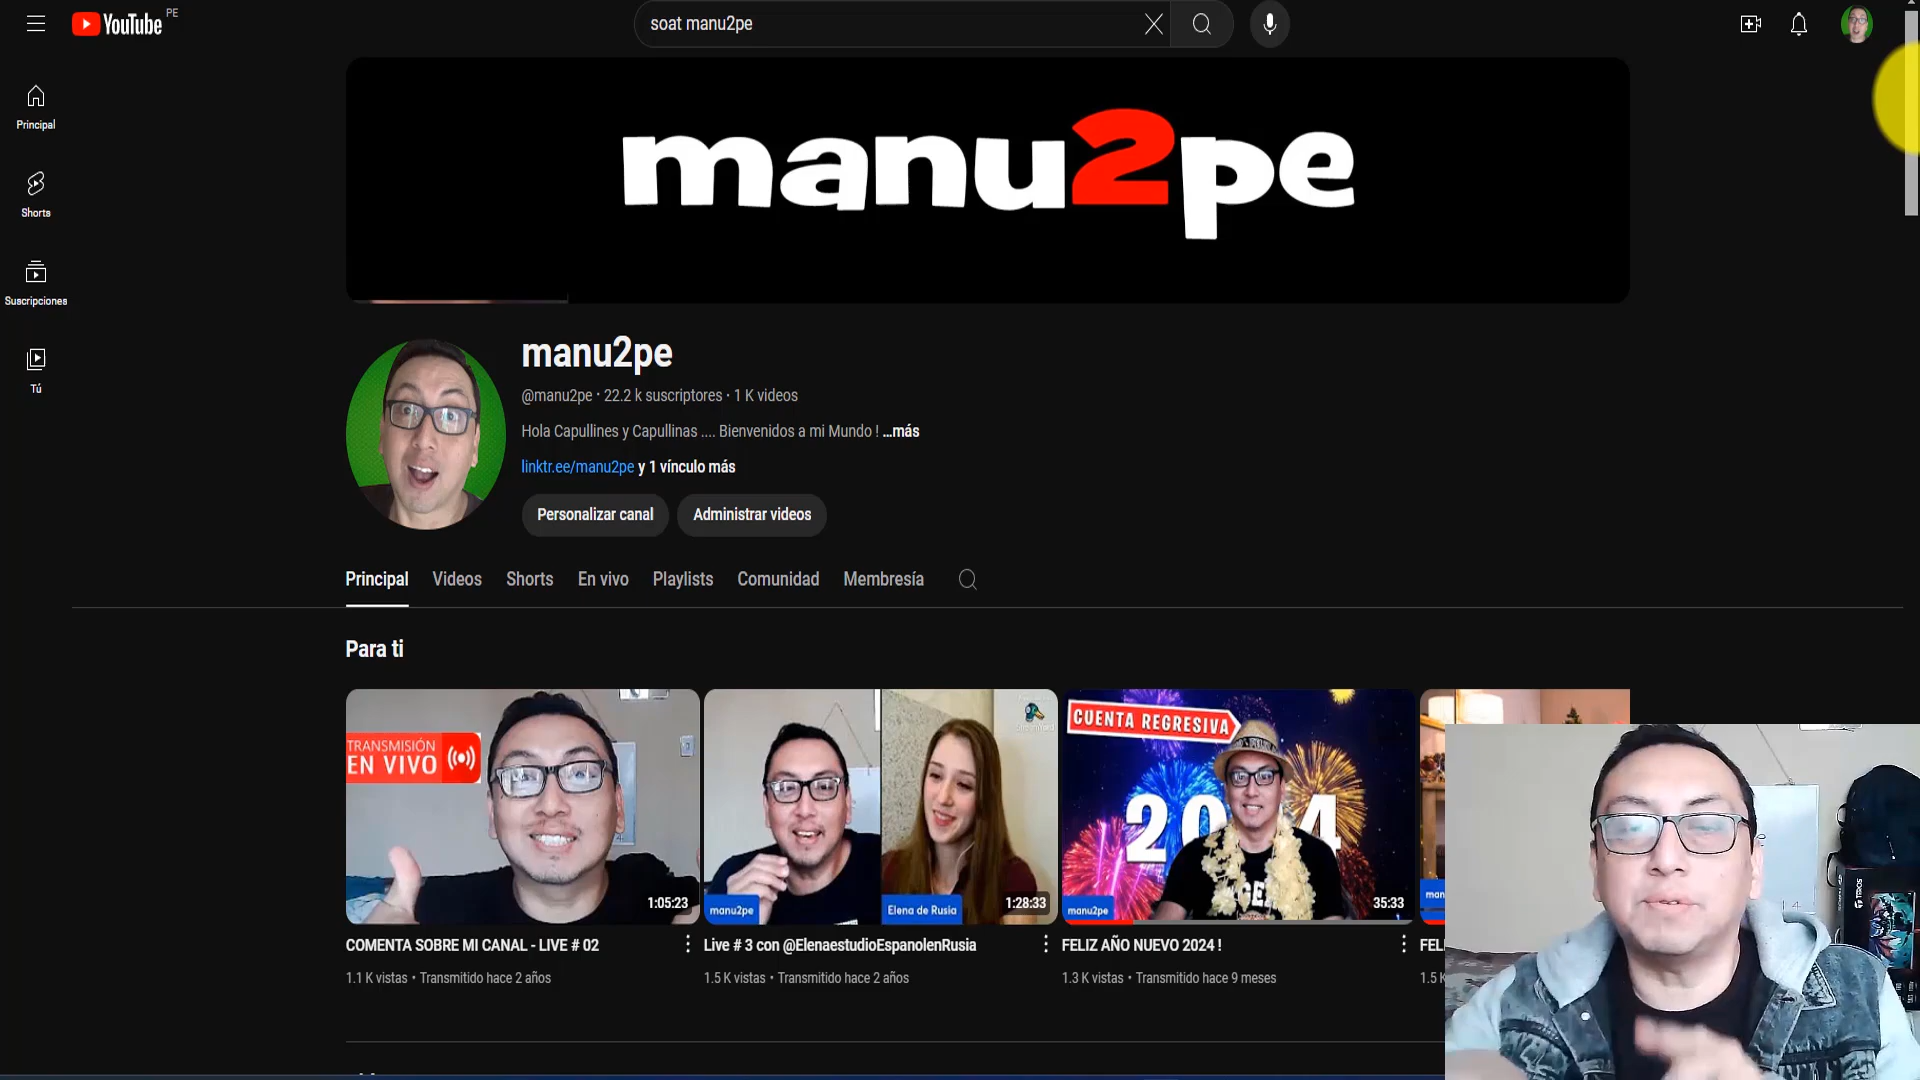 YouTube PE
soat manu2pe
Principal
Shorts
Suscripciones
Tú
manu2pe
manu2pe
@manu2pe · 22.2 k suscriptores · 1 K videos
Hola Capullines y Capullinas .... Bienvenidos a mi Mundo ! ...más
linktr.ee/manu2pe y 1 vínculo más
Personalizar canal Administrar videos
Principal Videos Shorts En vivo Playlists Comunidad Membresía
Para ti
TRANSMISIÓN
EN VIVO
1:05:23
manu2pe
Elena de Rusia
1:28:33
CUENTA REGRESIVA
2024
manu2pe
35:33
man
COMENTA SOBRE MI CANAL - LIVE # 02
1.1 K vistas · Transmitido hace 2 años
Live # 3 con @ElenaestudioEspanolenRusia
1.5 K vistas · Transmitido hace 2 años
FELIZ AÑO NUEVO 2024 !
1.3 K vistas · Transmitido hace 9 meses
FEL
1.5 K